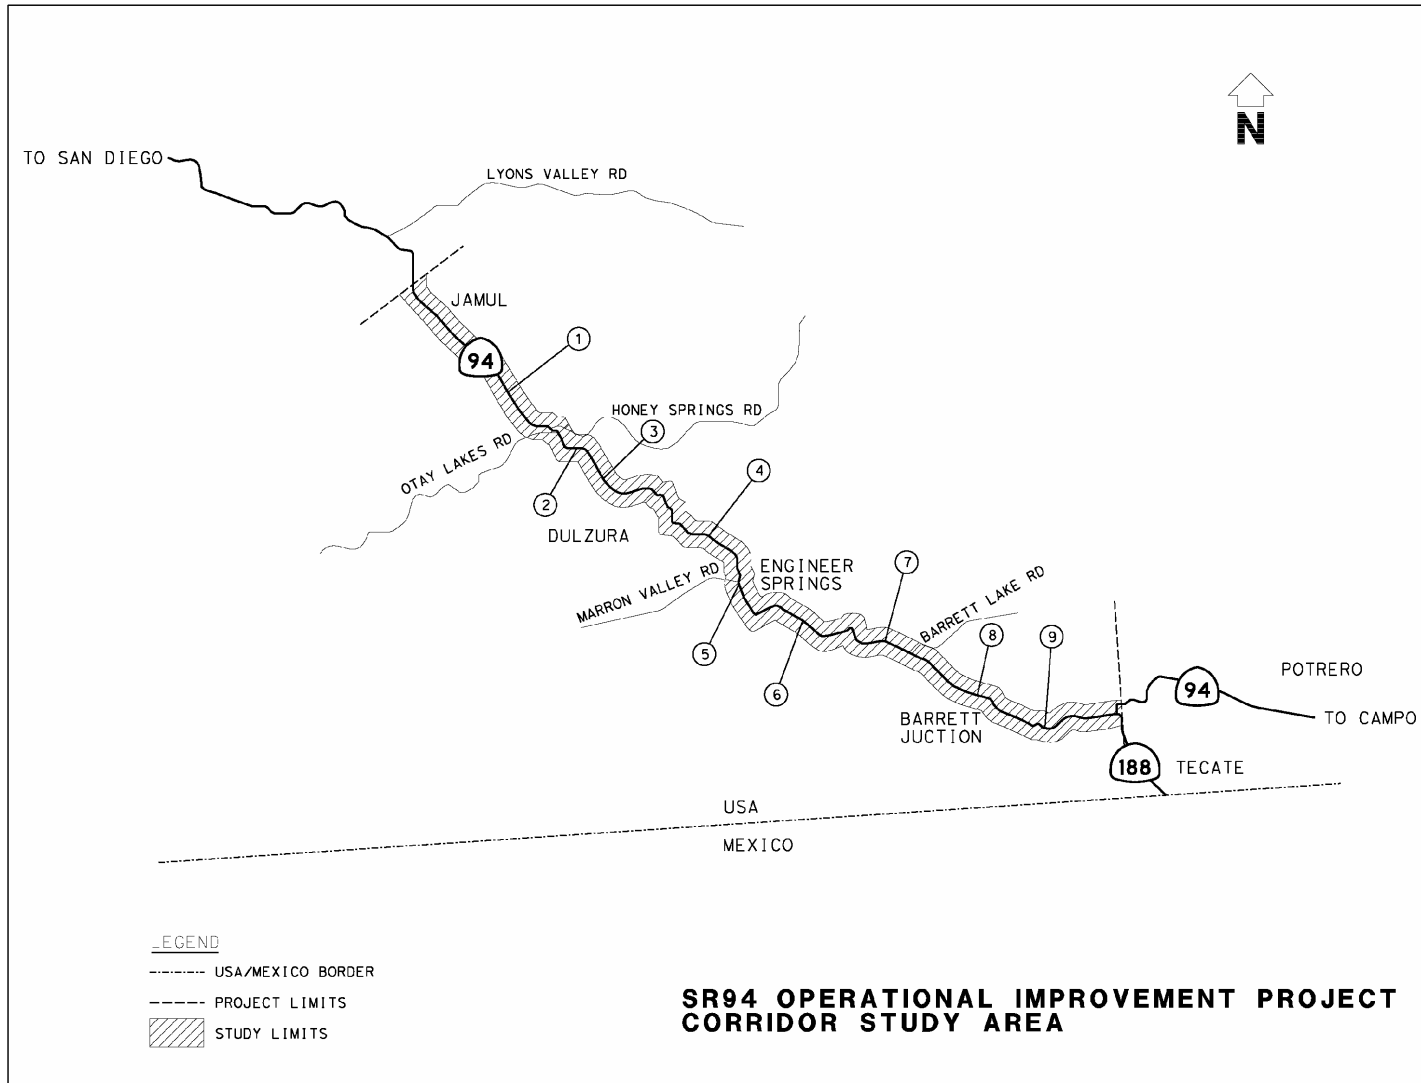 N
TO SAN DIEGO
LYONS VALLEY RD
JAMUL
94
1
HONEY SPRINGS RD
3
OTAY LAKES RD
2
4
DULZURA
ENGINEER
SPRINGS
MARRON VALLEY RD
7
BARRETT LAKE RD
5
6
8
9
BARRETT
JUCTION
94
POTRERO
TO CAMPO
188
TECATE
USA
MEXICO
LEGEND
USA/MEXICO BORDER
PROJECT LIMITS
STUDY LIMITS
SR94 OPERATIONAL IMPROVEMENT PROJECT
CORRIDOR STUDY AREA